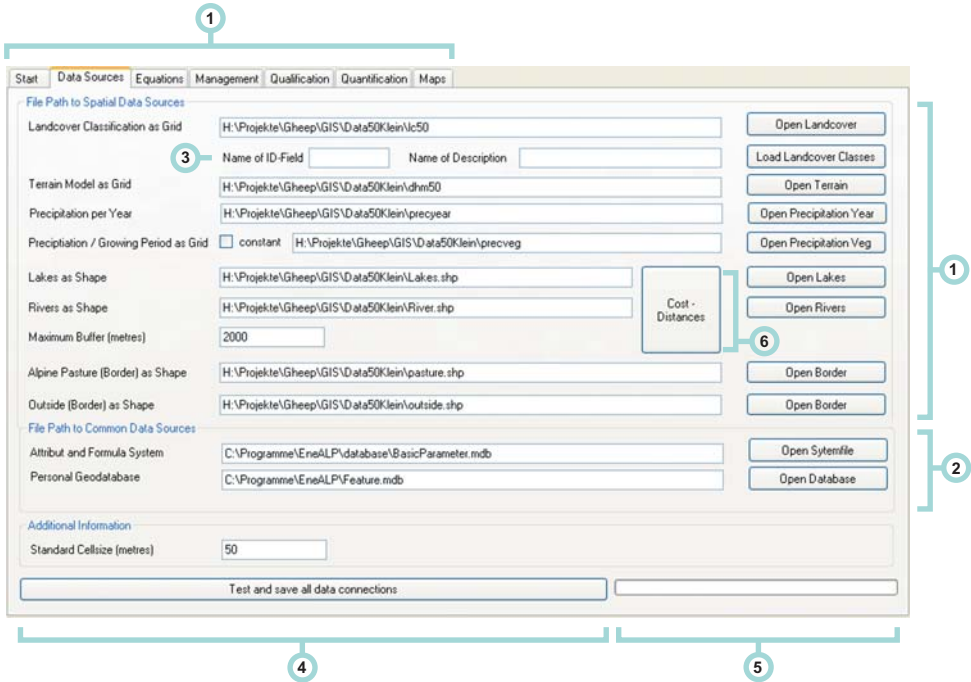 1
Start Data Sources Equations Management Qualification Quantification Maps
File Path to Spatial Data Sources
Landcover Classification as Grid H:\Projekte\Gheep\GIS\Data50Klein\lc50 Open Landcover
3 Name of ID-Field Name of Description Load Landcover Classes
Terrain Model as Grid H:\Projekte\Gheep\GIS\Data50Klein\dhm50 Open Terrain
Precipitation per Year H:\Projekte\Gheep\GIS\Data50Klein\precyear Open Precipitation Year
Preciptiation / Growing Period as Grid constant H:\Projekte\Gheep\GIS\Data50Klein\precveg Open Precipitation Veg
1
Lakes as Shape H:\Projekte\Gheep\GIS\Data50Klein\Lakes.shp Open Lakes
Cost -
Distances
Rivers as Shape H:\Projekte\Gheep\GIS\Data50Klein\River.shp Open Rivers
Maximum Buffer (metres) 2000
6
Alpine Pasture (Border) as Shape H:\Projekte\Gheep\GIS\Data50Klein\pasture.shp Open Border
Outside (Border) as Shape H:\Projekte\Gheep\GIS\Data50Klein\outside.shp Open Border
File Path to Common Data Sources
Attribut and Formula System C:\Programme\EneALP\database\BasicParameter.mdb Open Sytemfile
2
Personal Geodatabase C:\Programme\EneALP\Feature.mdb Open Database
Additional Information
Standard Cellsize (metres) 50
Test and save all data connections
4 5